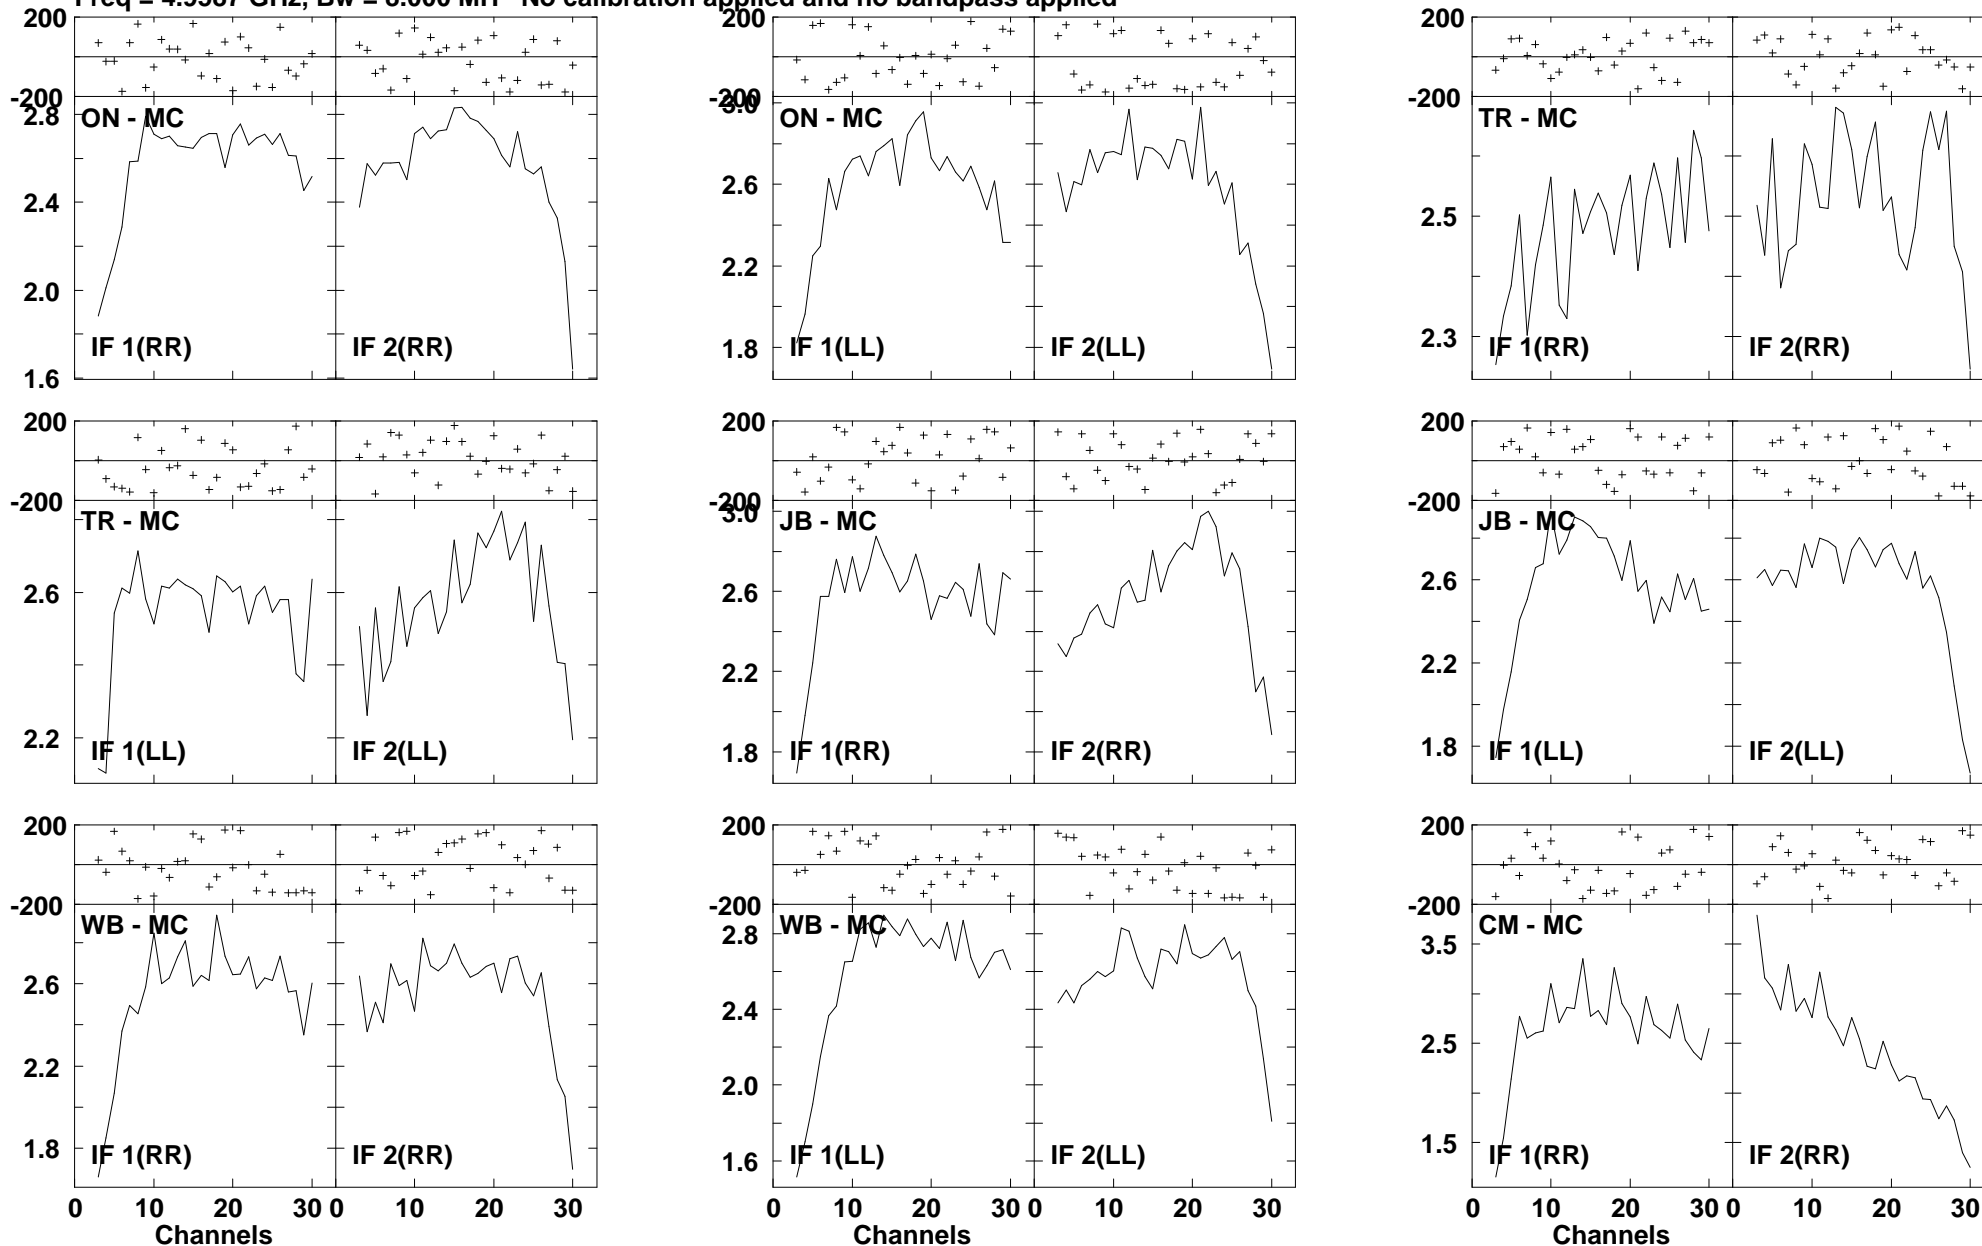 Freq = 4.9587 GHz, Bw = 8.000 MH No calibration applied and no bandpass applied
200 200 200
-200 -200 -200
3.0
ON - MC ON - MC TR - MC
2.8
2.6 2.5
2.4
2.2
2.0 2.3
1.8
1.6
IF 1(RR) IF 2(RR) IF 1(LL) IF 2(LL) IF 1(RR) IF 2(RR)
200 200 200
-200 -200 -200
3.0
TR - MC JB - MC JB - MC
2.6 2.6 2.6
2.2 2.2 2.2
1.8 1.8
IF 1(LL) IF 2(LL) IF 1(RR) IF 2(RR) IF 1(LL) IF 2(LL)
200 200 200
-200 -200 -200
WB - MC WB - MC CM - MC
2.8 3.5
2.6 2.4 2.5
2.2 2.0
1.8 1.6 1.5
IF 1(RR) IF 2(RR) IF 1(LL) IF 2(LL) IF 1(RR) IF 2(RR)
0 10 20 30 0 10 20 30 0 10 20 30 0 10 20 30 0 10 20 30 0 10 20 30
Channels Channels Channels